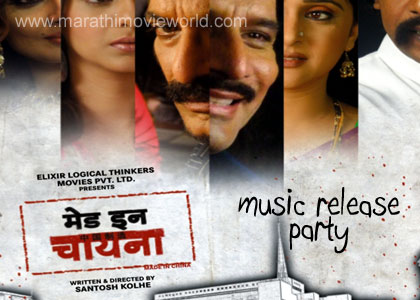 www.marathimovieworld.com
ELIXIR LOGICAL THINKERS
MOVIES PVT. LTD.
PRESENTS
मेड इन
चायना
MADE IN CHINA
WRITTEN & DIRECTED BY
SANTOSH KOLHE
music release
party